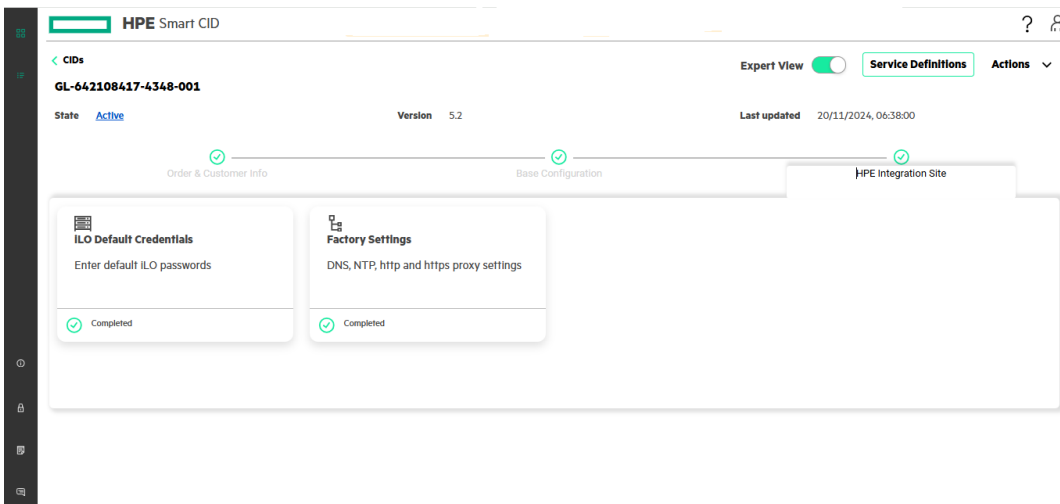 HPE Smart CID
?
< CIDs
Expert View
Service Definitions
Actions
GL-642108417-4348-001
State Active
Version 5.2
Last updated 20/11/2024, 06:38:00
Order & Customer Info
Base Configuration
HPE Integration Site
iLO Default Credentials
Enter default iLO passwords
Completed
Factory Settings
DNS, NTP, http and https proxy settings
Completed